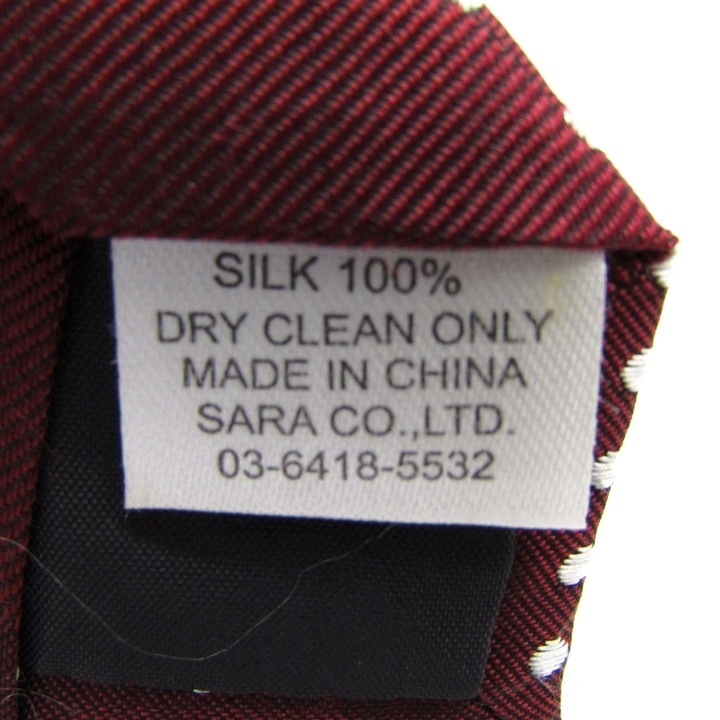 SILK 100%
DRY CLEAN ONLY
MADE IN CHINA
SARA CO.,LTD.
03-6418-5532